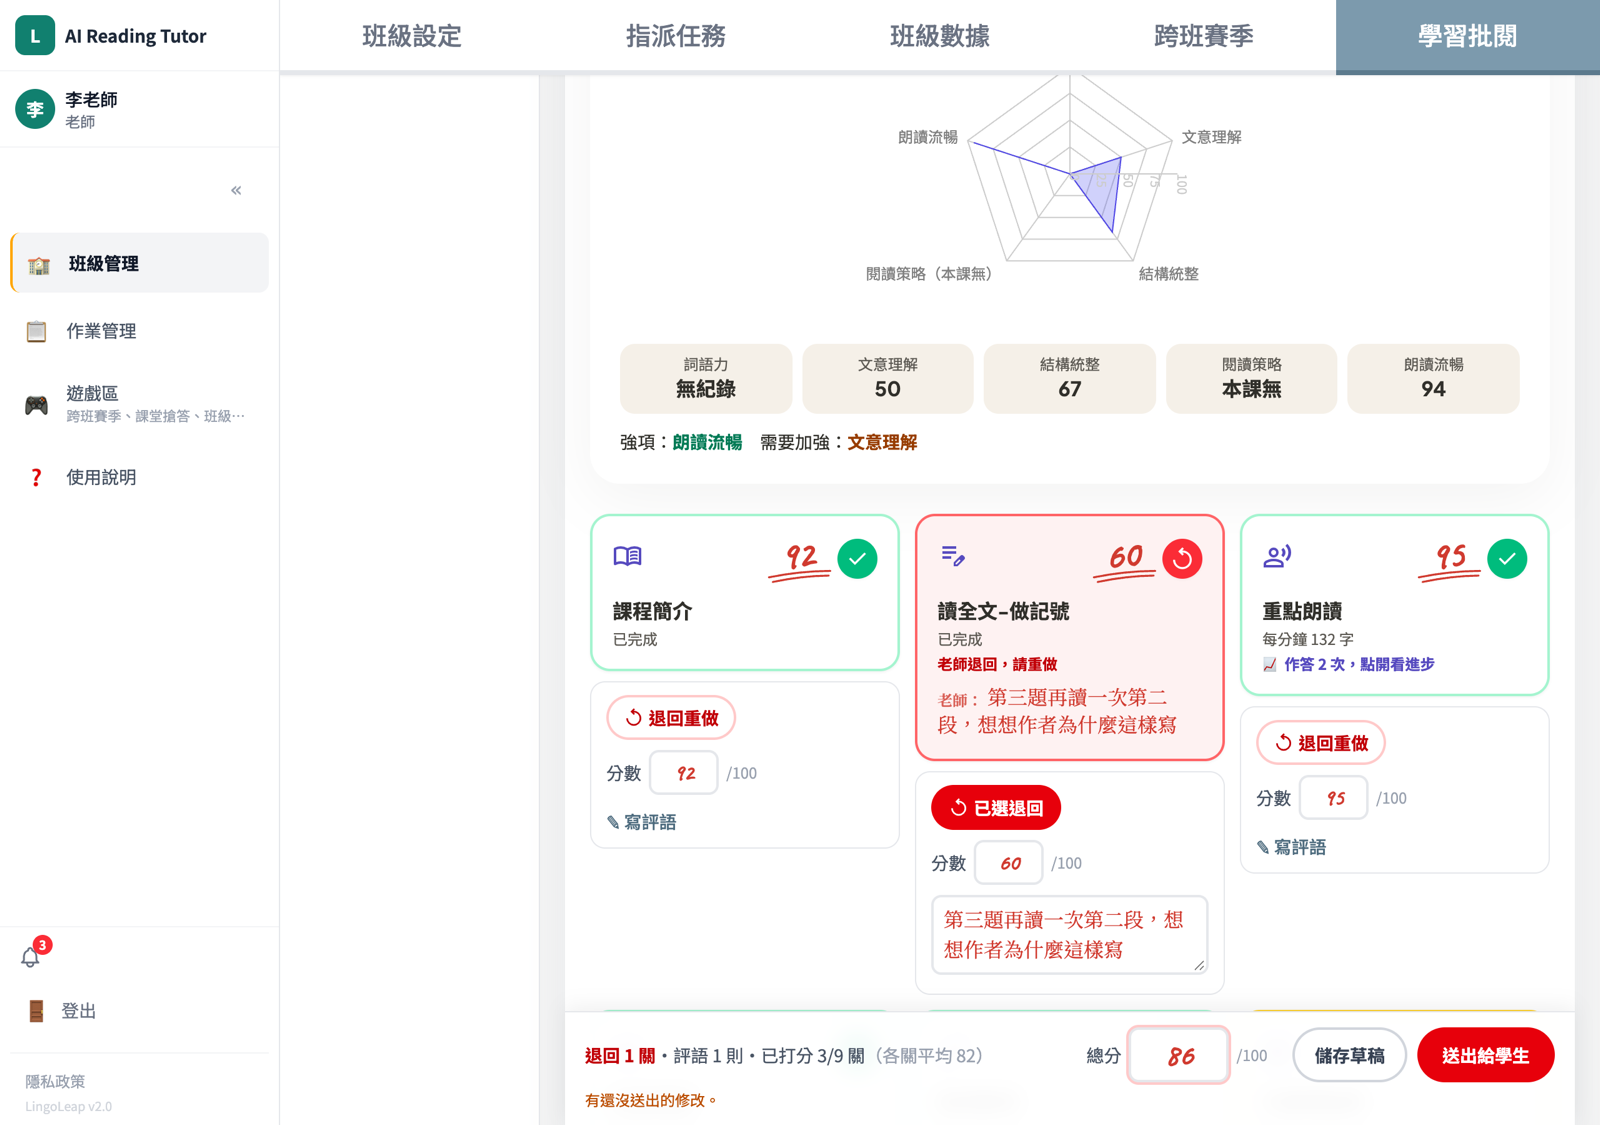 L AI Reading Tutor
班級設定 指派任務 班級數據 跨班賽季 學習批閱
李 李老師
老師
«
班級管理
作業管理
遊戲區
跨班賽季、課堂搶答、班級…
使用說明
3
登出
隱私政策
LingoLeap v2.0
朗讀流暢 文意理解
25 50 75 100
閱讀策略（本課無） 結構統整
詞語力 文意理解 結構統整 閱讀策略 朗讀流暢
無紀錄 50 67 本課無 94
強項：朗讀流暢 需要加強：文意理解
92
課程簡介
已完成
退回重做
分數 92 /100
✎ 寫評語
60
讀全文-做記號
已完成
老師退回，請重做
老師： 第三題再讀一次第二
段，想想作者為什麼這樣寫
已選退回
分數 60 /100
第三題再讀一次第二段，想
想作者為什麼這樣寫
95
重點朗讀
每分鐘 132 字
作答 2 次，點開看進步
退回重做
分數 95 /100
✎ 寫評語
退回 1 關・評語 1 則・已打分 3/9 關（各關平均 82） 總分 86 /100 儲存草稿 送出給學生
有還沒送出的修改。